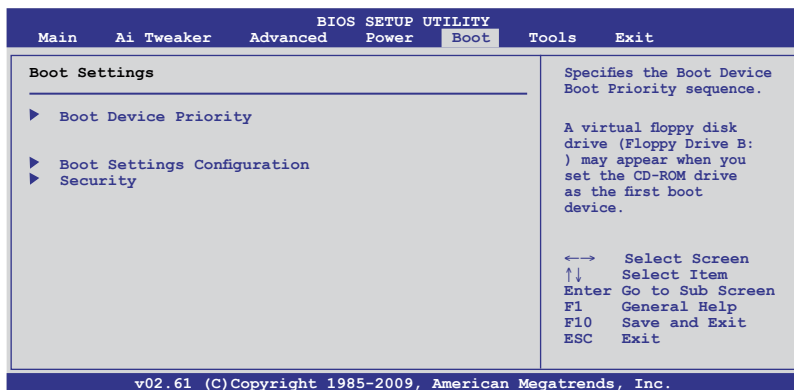 BIOS SETUP UTILITY
Main Ai Tweaker Advanced Power Boot Tools Exit
Boot Settings
Boot Device Priority
Boot Settings Configuration
Security
Specifies the Boot Device
Boot Priority sequence.
A virtual floppy disk
drive (Floppy Drive B:
) may appear when you
set the CD-ROM drive
as the first boot
device.
←→ Select Screen
↑↓ Select Item
Enter Go to Sub Screen
F1 General Help
F10 Save and Exit
ESC Exit
v02.61 (C)Copyright 1985-2009, American Megatrends, Inc.